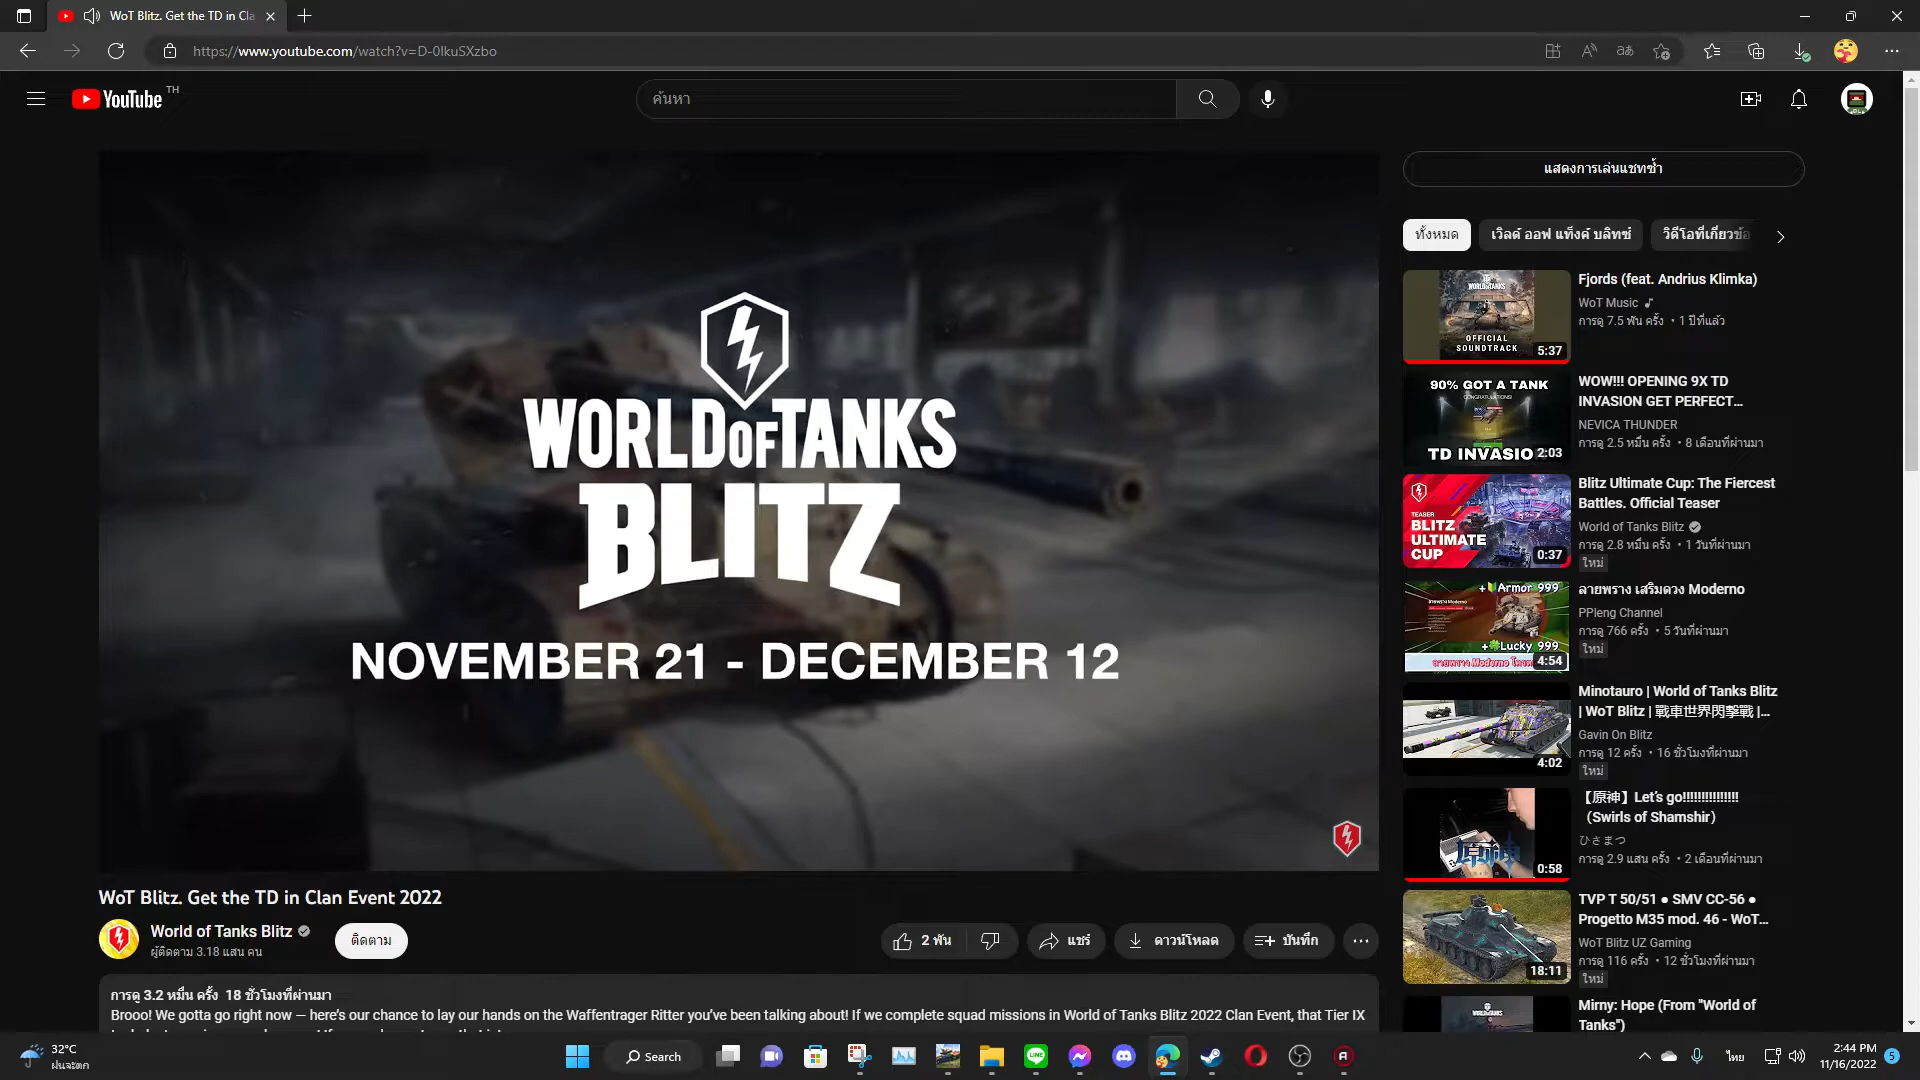 WoT Blitz. Get the TD in Cla
https://www.youtube.com/watch?v=D-0lkuSXzbo
YouTube TH
ค้นหา
WORLD OF TANKS
BLITZ
NOVEMBER 21 - DECEMBER 12
WoT Blitz. Get the TD in Clan Event 2022
World of Tanks Blitz
ผู้ติดตาม 3.18 แสน คน
ติดตาม
2 พัน
แชร์
ดาวน์โหลด
บันทึก
การดู 3.2 หมื่น ครั้ง 18 ชั่วโมงที่ผ่านมา
Brooo! We gotta go right now — here's our chance to lay our hands on the Waffentrager Ritter you've been talking about! If we complete squad missions in World of Tanks Blitz 2022 Clan Event, that Tier IX
แสดงการเล่นแชทซ้ำ
ทั้งหมด
เวิลด์ ออฟ แท็งค์ บลิทซ์
วิดีโอที่เกี่ยวข้อ
WORLD OF TANKS
OFFICIAL
SOUNDTRACK
5:37
Fjords (feat. Andrius Klimka)
WoT Music
การดู 7.5 พัน ครั้ง • 1 ปีที่แล้ว
90% GOT A TANK
CONGRATULATIONS!
TD INVASIO
2:03
WOW!!! OPENING 9X TD
INVASION GET PERFECT...
NEVICA THUNDER
การดู 2.5 หมื่น ครั้ง • 8 เดือนที่ผ่านมา
TEASER
BLITZ
ULTIMATE
CUP
0:37
Blitz Ultimate Cup: The Fiercest
Battles. Official Teaser
World of Tanks Blitz
การดู 2.8 หมื่น ครั้ง • 1 วันที่ผ่านมา
ใหม่
+Armor 999
+Lucky 999
ลายพราง Moderno
4:54
ลายพราง เสริมดวง Moderno
PPleng Channel
การดู 766 ครั้ง • 5 วันที่ผ่านมา
ใหม่
4:02
Minotauro | World of Tanks Blitz
| WoT Blitz | 戰車世界閃擊戰 |...
Gavin On Blitz
การดู 12 ครั้ง • 16 ชั่วโมงที่ผ่านมา
ใหม่
原神
0:58
【原神】Let's go!!!!!!!!!!!!!!!
（Swirls of Shamshir）
ひさまつ
การดู 2.9 แสน ครั้ง • 2 เดือนที่ผ่านมา
18:11
TVP T 50/51 ● SMV CC-56 ●
Progetto M35 mod. 46 - WoT...
WoT Blitz UZ Gaming
การดู 116 ครั้ง • 12 ชั่วโมงที่ผ่านมา
ใหม่
Mirny: Hope (From "World of
Tanks")
32°C
ฝนจะตก
Search
ไทย
2:44 PM
11/16/2022
5